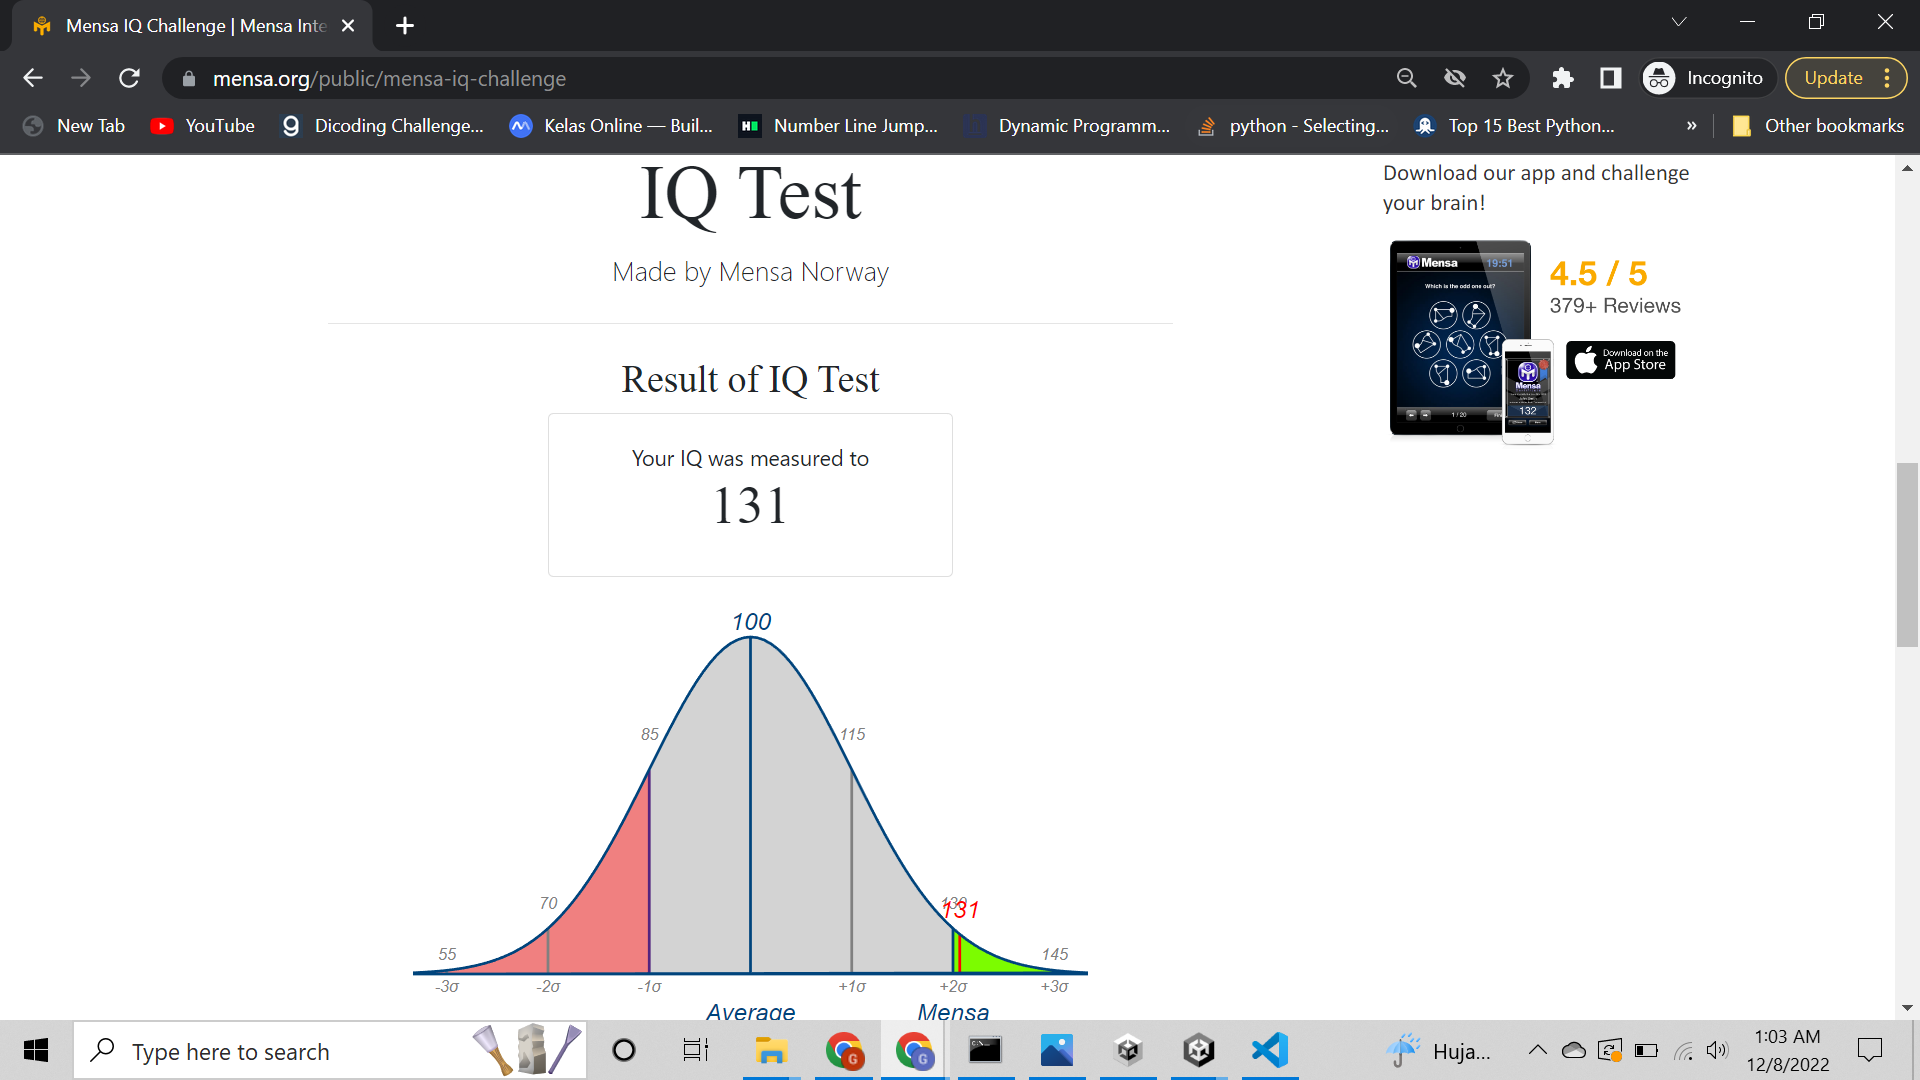 Mensa IQ Challenge | Mensa Inte
mensa.org/public/mensa-iq-challenge
Incognito
Update
New Tab
YouTube
Dicoding Challenge...
Kelas Online — Buil...
Number Line Jump...
Dynamic Programm...
python - Selecting...
Top 15 Best Python...
»
Other bookmarks
IQ Test
Made by Mensa Norway
Result of IQ Test
Your IQ was measured to
131
100
85
115
70
130
131
55
145
-3σ
-2σ
-1σ
+1σ
+2σ
+3σ
Average
Mensa
Download our app and challenge
your brain!
Mensa
19:51
Which is the odd one out?
1 / 20
Mensa
132
4.5 / 5
379+ Reviews
Download on the
App Store
Type here to search
Huja...
1:03 AM
12/8/2022